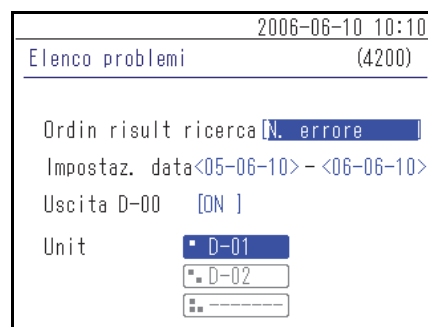 2006-06-10 10:10
Elenco problemi (4200)
Ordin risult ricerca[N. errore ]
Impostaz. data<05-06-10>-<06-06-10>
Uscita D-00 [ON ]
Unit D-01
D-02
-------